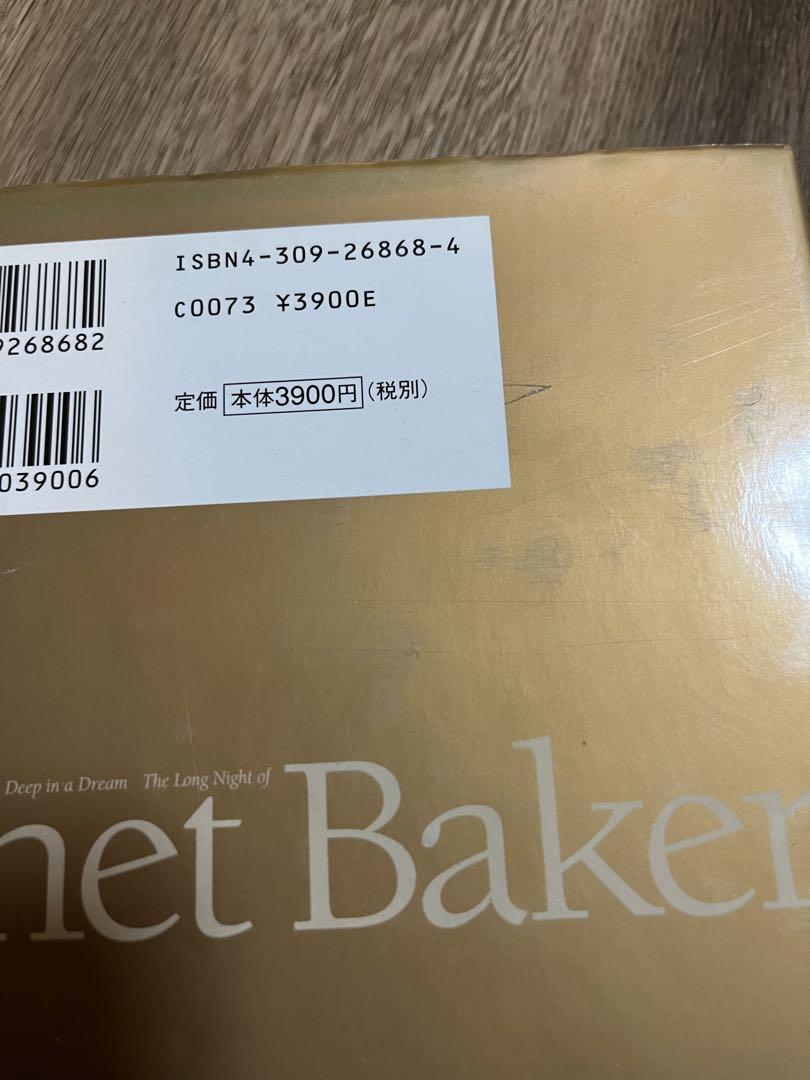 ISBN4-309-26868-4
C0073 ¥3900E
9268682
定価 本体3900円(税別)
039006
Deep in a Dream The Long Night of
het Baker